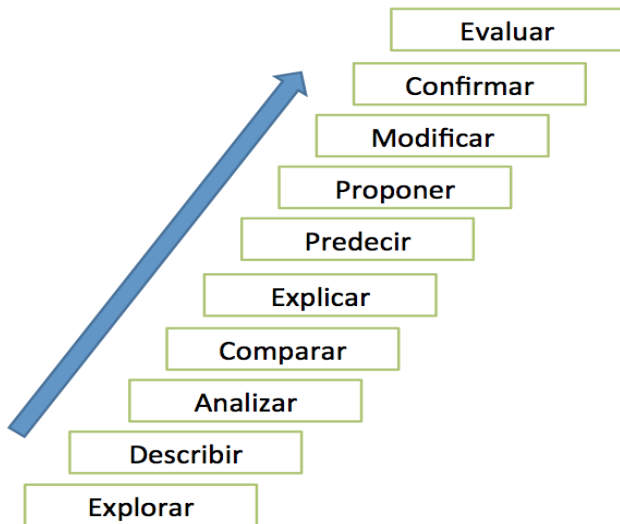 Evaluar
Confirmar
Modificar
Proponer
Predecir
Explicar
Comparar
Analizar
Describir
Explorar